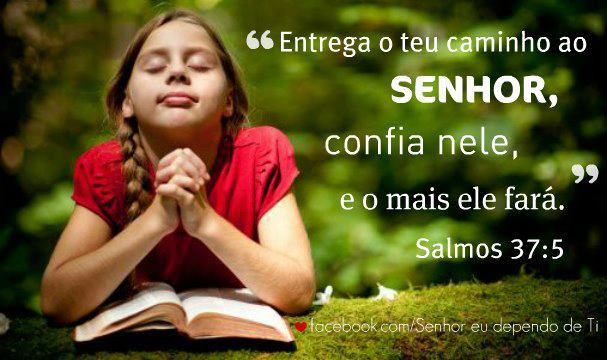 “Entrega o teu caminho ao
SENHOR,
confia nele,
e o mais ele fará.”
Salmos 37:5
facebook.com/Senhor eu dependo de Ti